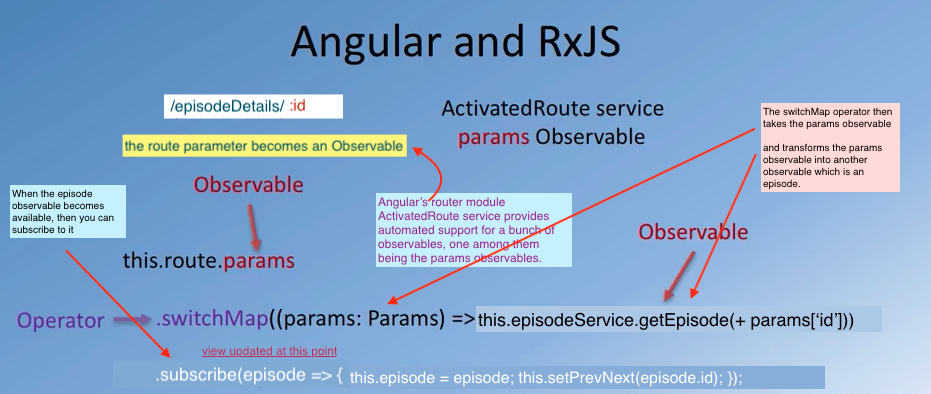 Angular and RxJS
/episodeDetails/ :id
ActivatedRoute service
params Observable
the route parameter becomes an Observable
The switchMap operator then
takes the params observable
and transforms the params
observable into another
observable which is an
episode.
When the episode
observable becomes
available, then you can
subscribe to it
Observable
Angular's router module
ActivatedRoute service provides
automated support for a bunch of
observables, one among them
being the params observables.
Observable
this.route.params
Operator
.switchMap((params: Params) => this.episodeService.getEpisode(+ params['id']))
view updated at this point
.subscribe(episode => { this.episode = episode; this.setPrevNext(episode.id); });